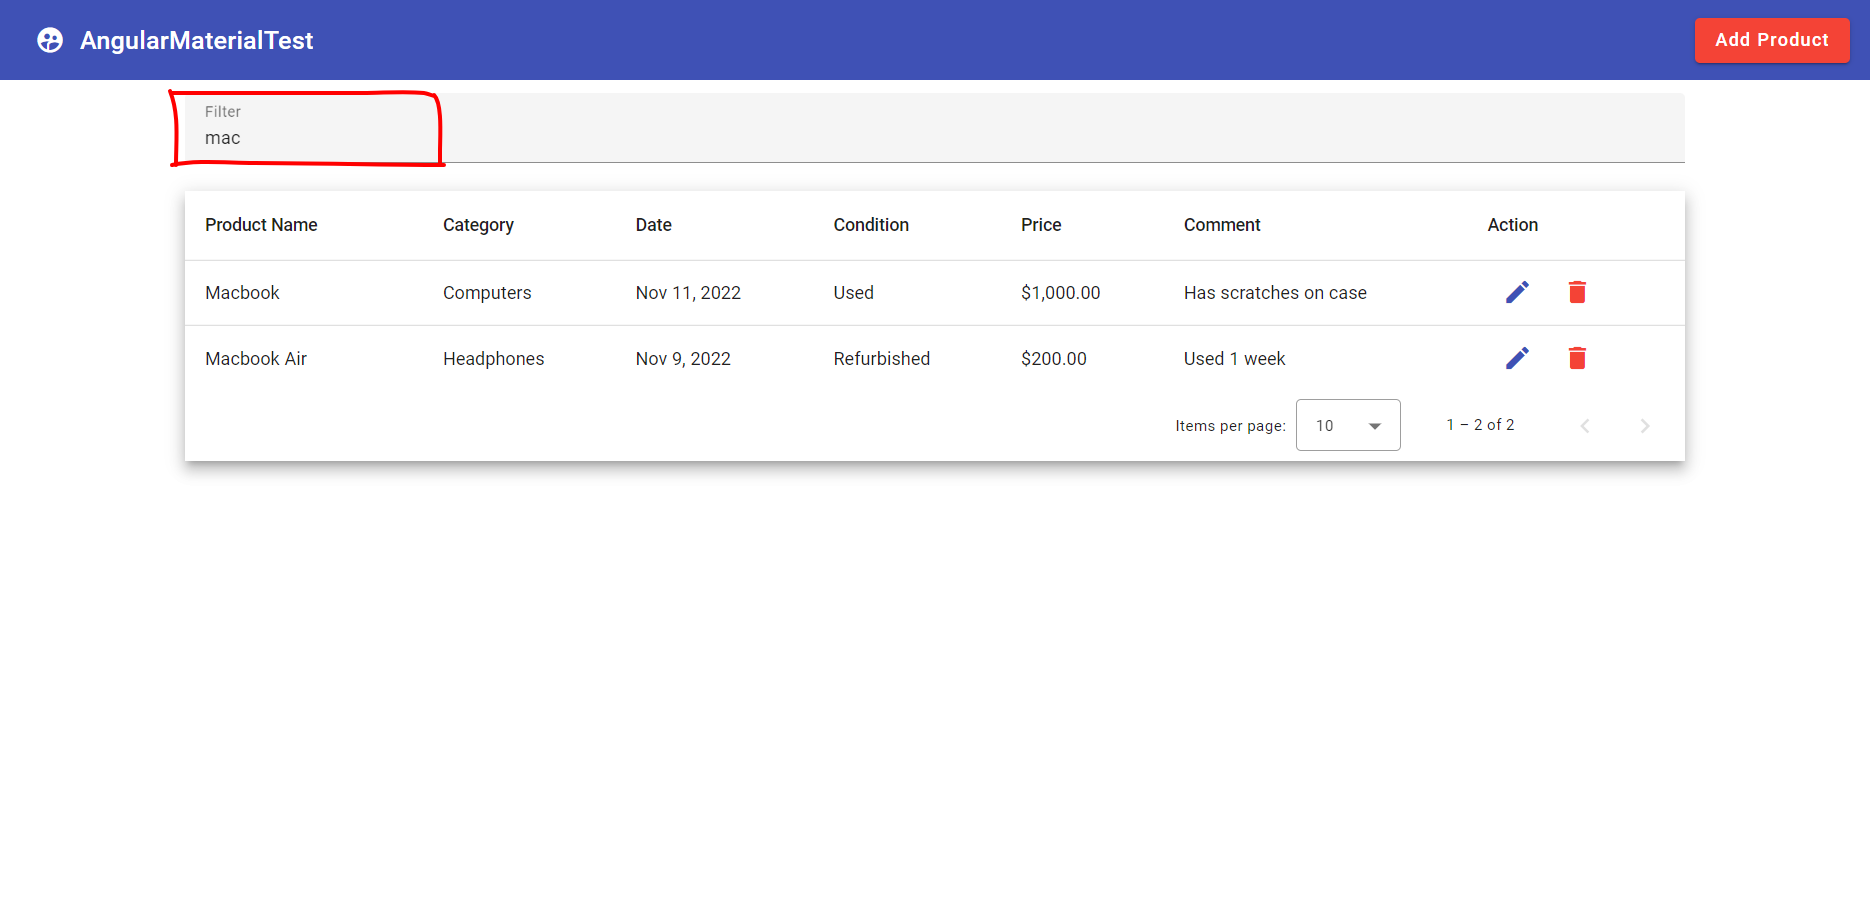 AngularMaterialTest Add Product
Filter
mac
Product Name Category Date Condition Price Comment Action
Macbook Computers Nov 11, 2022 Used $1,000.00 Has scratches on case
Macbook Air Headphones Nov 9, 2022 Refurbished $200.00 Used 1 week
Items per page: 10 1 – 2 of 2